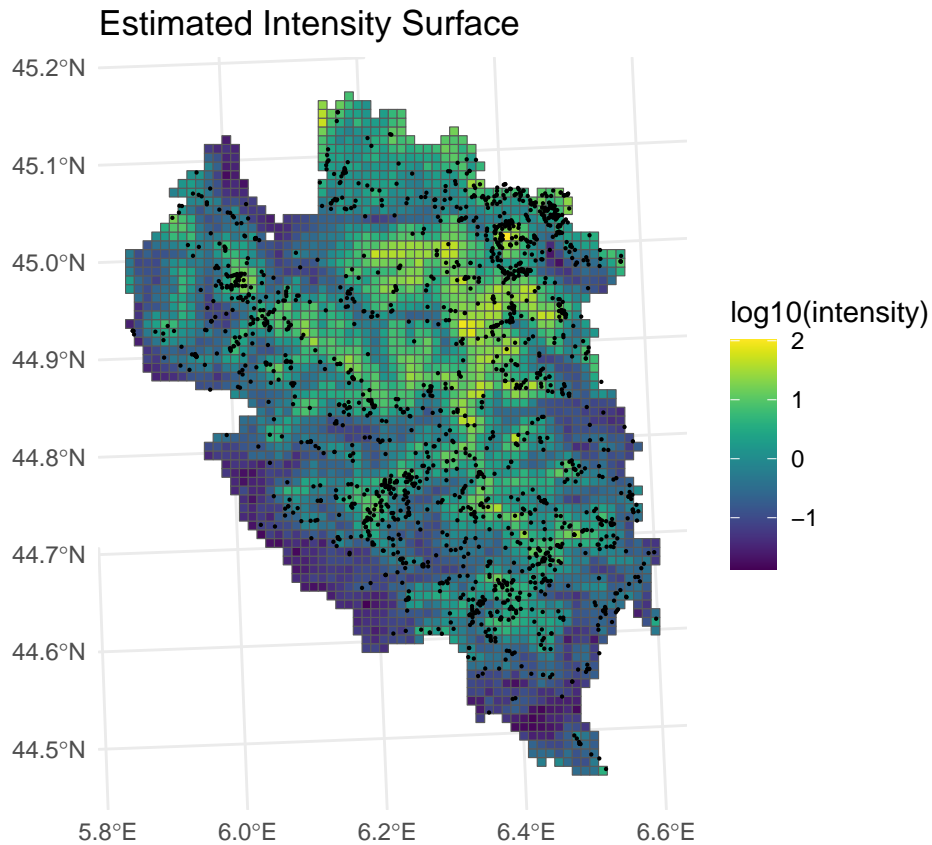 Estimated Intensity Surface
45.2°N
45.1°N
45.0°N
44.9°N
44.8°N
44.7°N
44.6°N
44.5°N
5.8°E
6.0°E
6.2°E
6.4°E
6.6°E
log10(intensity)
2
1
0
−1